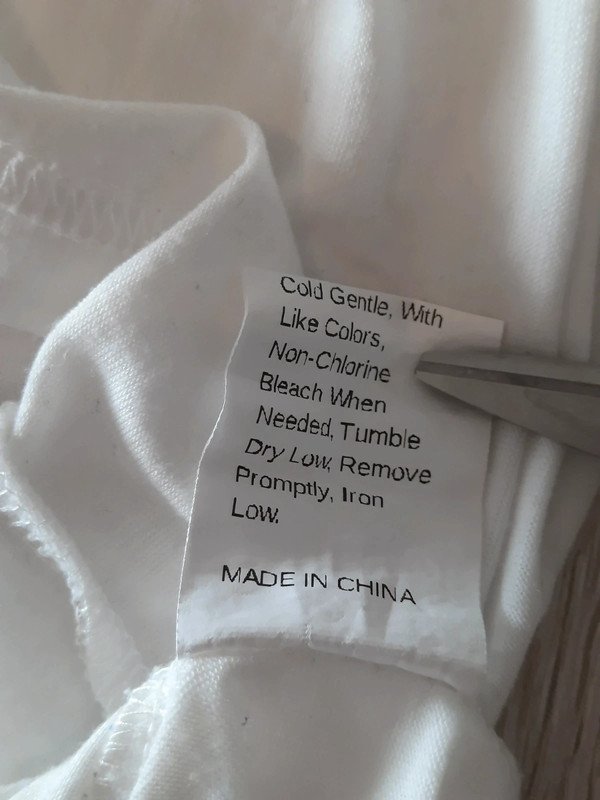 Cold Gentle, With
Like Colors,
Non-Chlorine
Bleach When
Needed, Tumble
Dry Low, Remove
Promptly, Iron
Low.
MADE IN CHINA